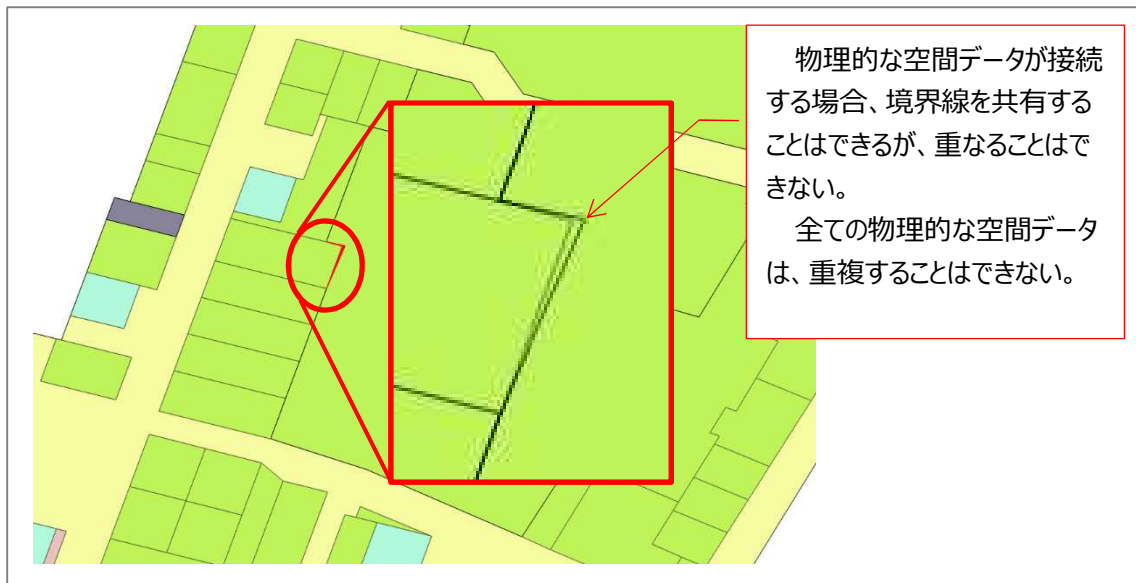 物理的な空間データが接続
する場合、境界線を共有する
ことはできるが、重なることはで
きない。
全ての物理的な空間データ
は、重複することはできない。